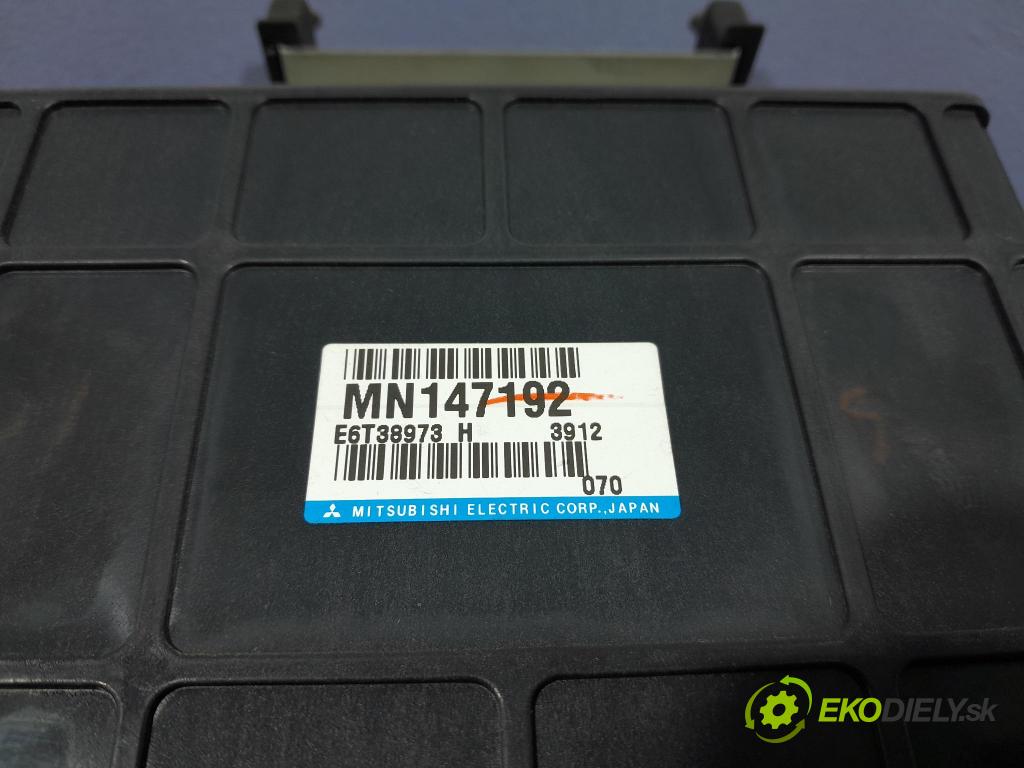 MN147192
E6T38973 H 3912
070
MITSUBISHI ELECTRIC CORP.,JAPAN
EKODIELY.sk